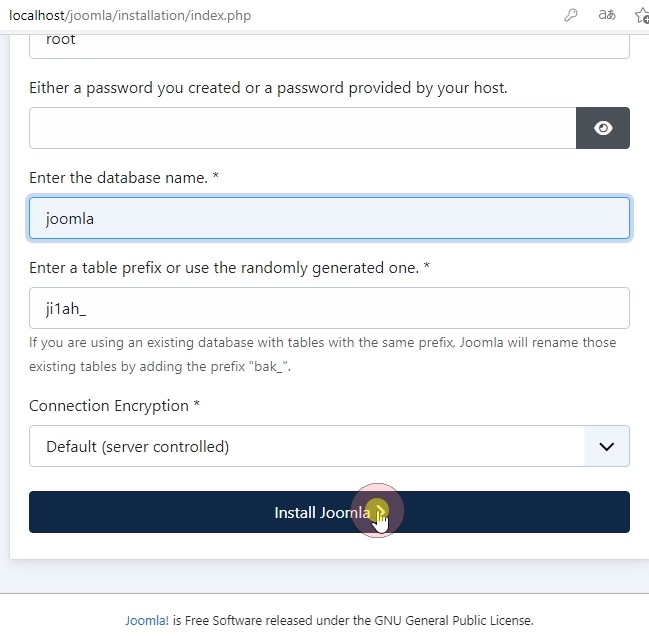 localhost/joomla/installation/index.php
root
Either a password you created or a password provided by your host.
Enter the database name. *
joomla
Enter a table prefix or use the randomly generated one. *
ji1ah_
If you are using an existing database with tables with the same prefix, Joomla will rename those
existing tables by adding the prefix "bak_".
Connection Encryption *
Default (server controlled)
Install Joomla
Joomla! is Free Software released under the GNU General Public License.